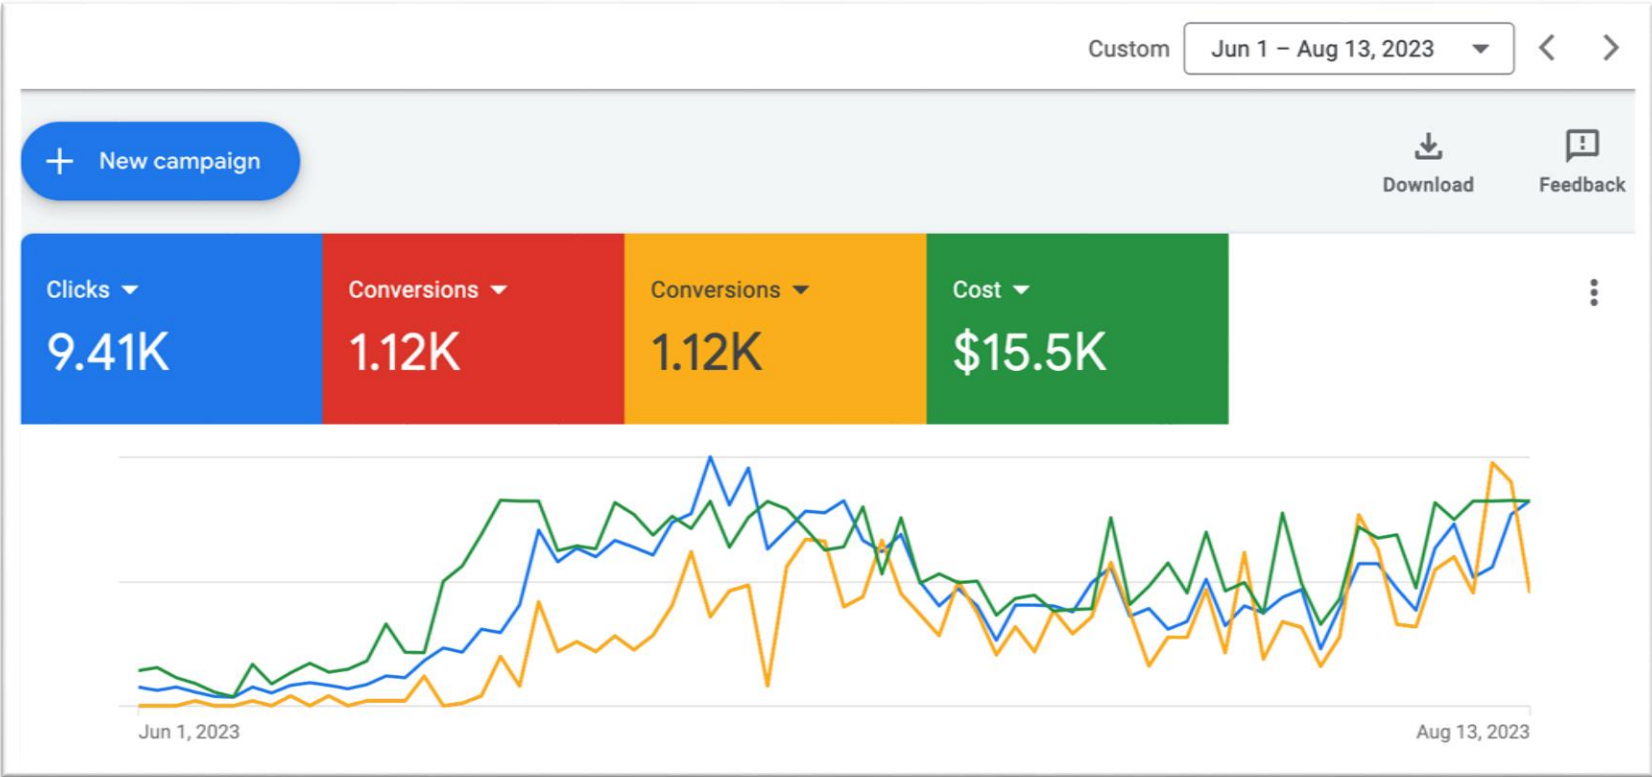 Custom Jun 1 – Aug 13, 2023
New campaign
Download Feedback
Clicks Conversions Conversions Cost
9.41K 1.12K 1.12K $15.5K
Jun 1, 2023 Aug 13, 2023